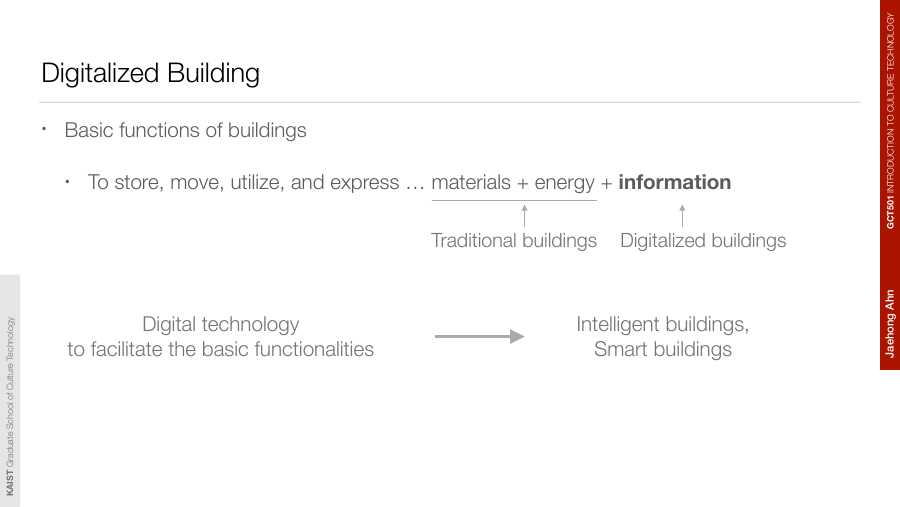 Digitalized Building
• Basic functions of buildings
• To store, move, utilize, and express … materials + energy + information
Traditional buildings
Digitalized buildings
Digital technology
to facilitate the basic functionalities
Intelligent buildings,
Smart buildings
GCT501 INTRODUCTION TO CULTURE TECHNOLOGY
Jaehong Ahn
KAIST Graduate School of Culture Technology